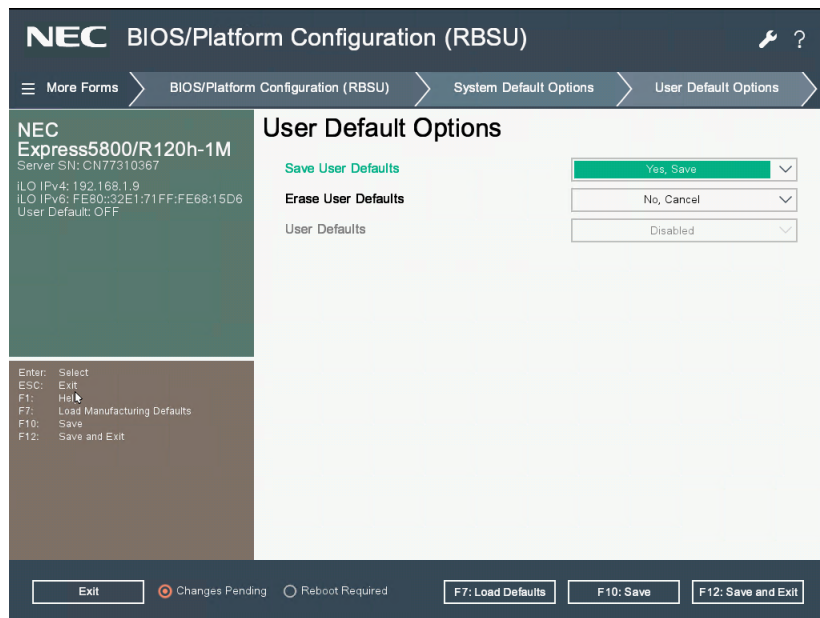 NEC BIOS/Platform Configuration (RBSU) ?
More Forms BIOS/Platform Configuration (RBSU) System Default Options User Default Options
NEC
Express5800/R120h-1M
Server SN: CN77310367
iLO IPv4: 192.168.1.9
iLO IPv6: FE80::32E1:71FF:FE68:15D6
User Default: OFF
User Default Options
Save User Defaults Yes, Save
Erase User Defaults No, Cancel
User Defaults Disabled
Enter: Select
ESC: Exit
F1: Help
F7: Load Manufacturing Defaults
F10: Save
F12: Save and Exit
Exit Changes Pending Reboot Required F7: Load Defaults F10: Save F12: Save and Exit